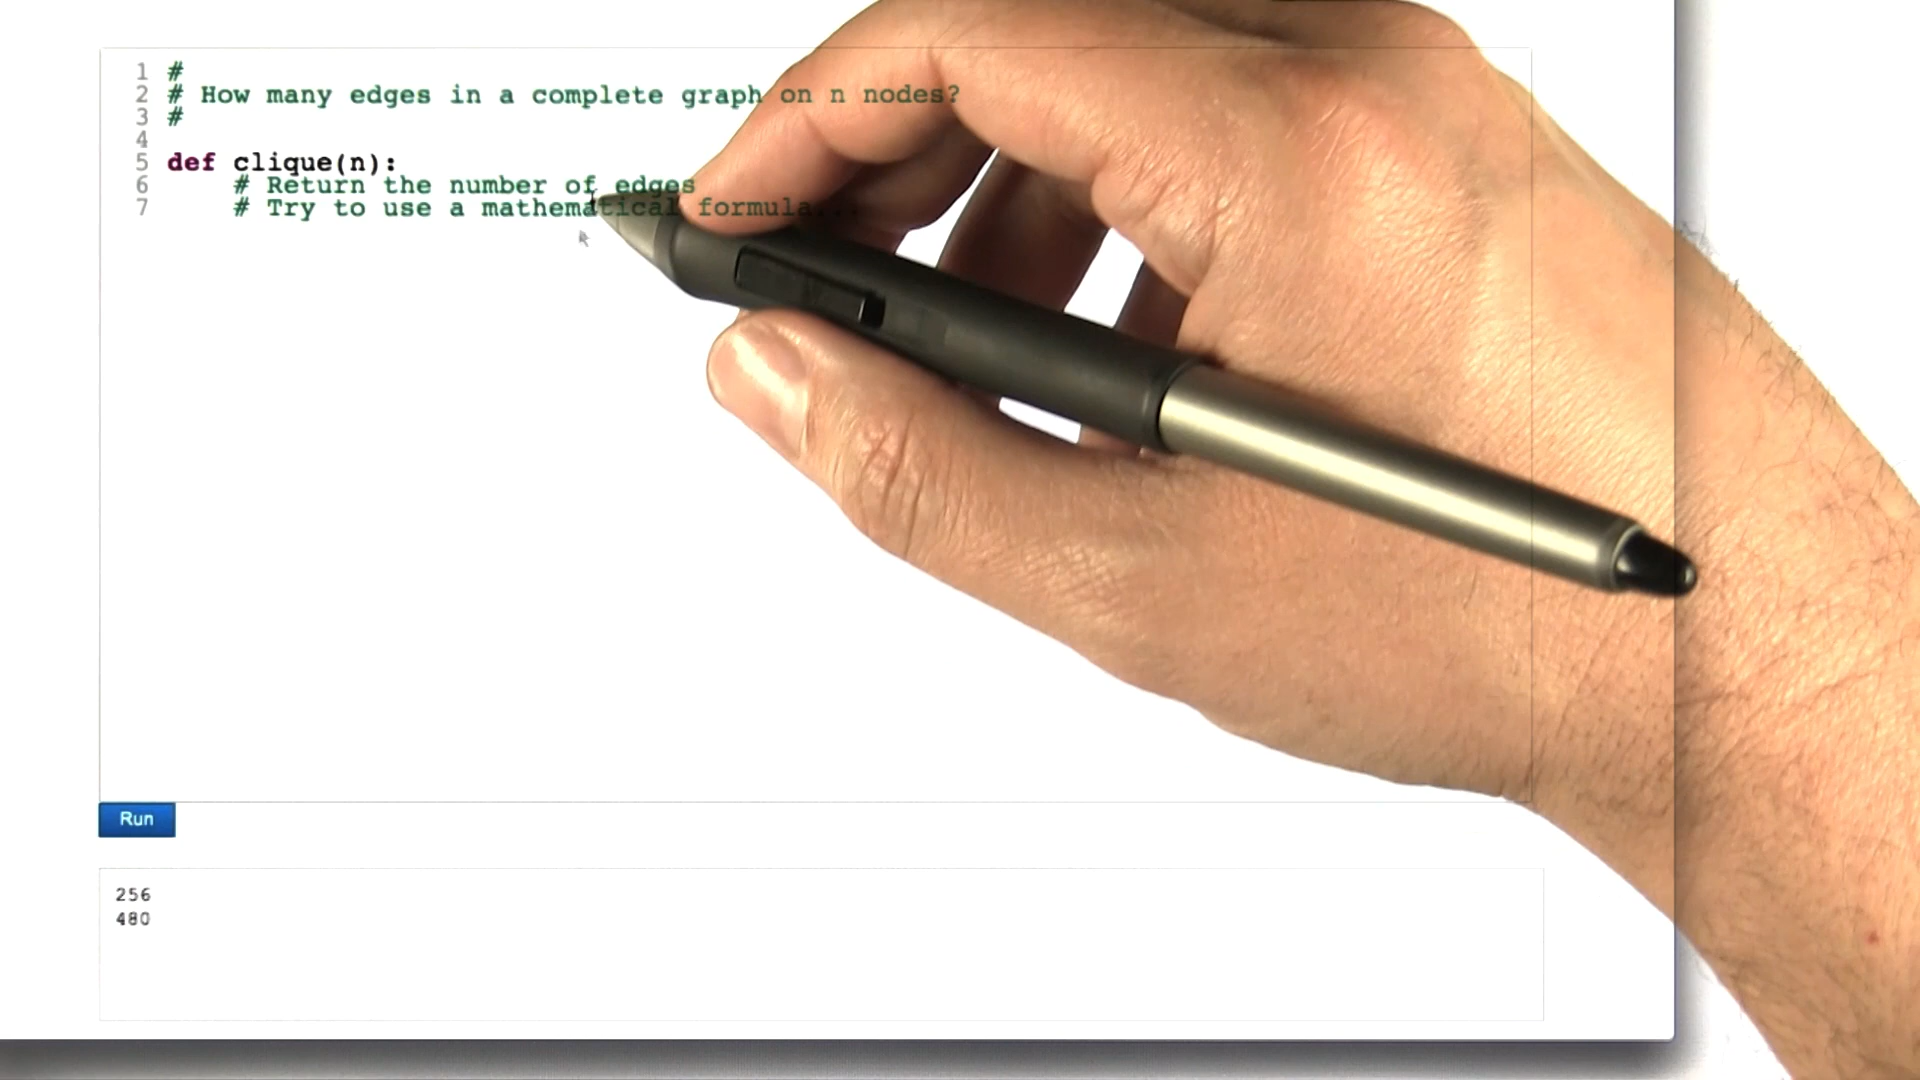 1 #
2 # How many edges in a complete graph on n nodes?
3 #
4
5 def clique(n):
6 # Return the number of edges
7 # Try to use a mathematical formula...
Run
256
480